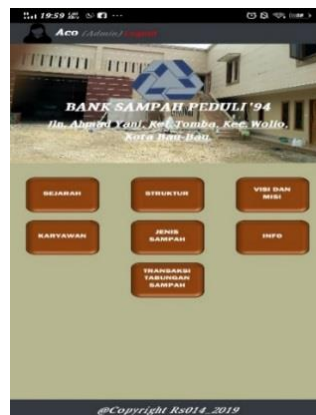 19:59
Aco (Admin) Logout
BANK SAMPAH PEDULI '94
Jln. Ahmad Yani, Kel. Tomba, Kec. Wolio,
Kota Bau-Bau.
SEJARAH
STRUKTUR
VISI DAN
MISI
KARYAWAN
JENIS
SAMPAH
INFO
TRANSAKSI
TABUNGAN
SAMPAH
@Copyright Rs014_2019